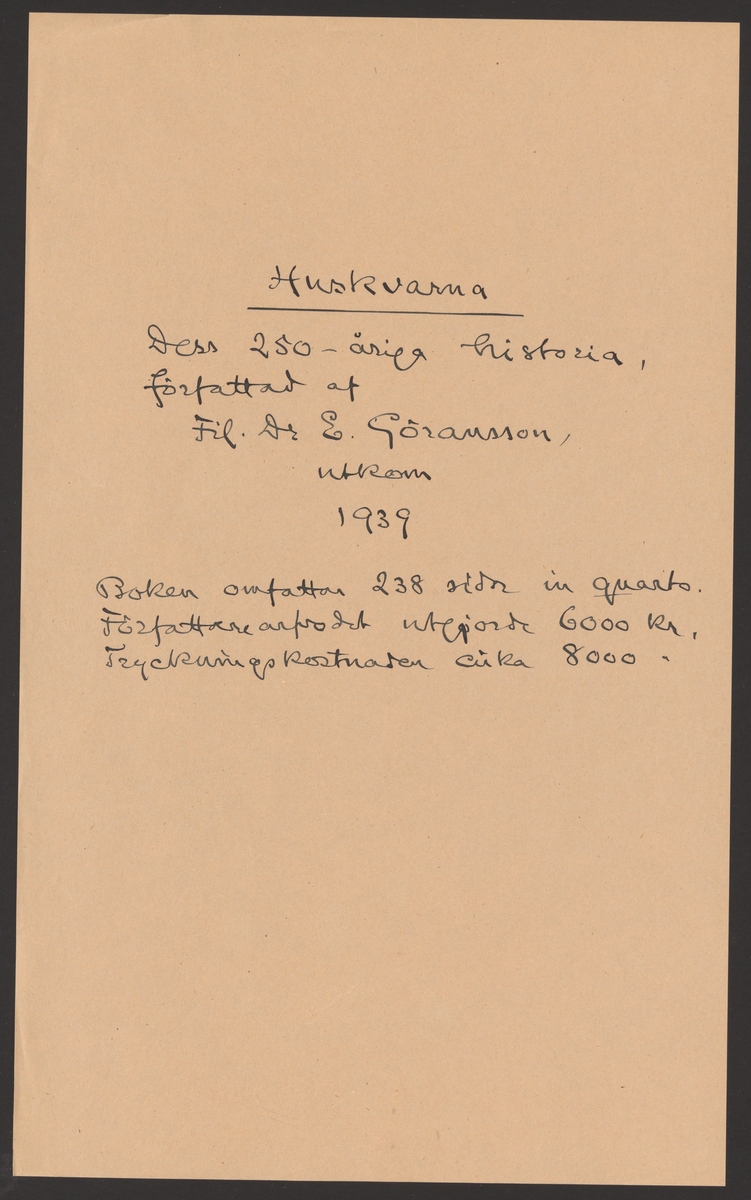 Huskvarna
Dess 250-åriga historia,
författad af
Fil. Dr E. Göransson,
utkom
1939
Boken omfattar 238 sidor in quarto.
Författarearfvodet utgjorde 6000 kr,
Tryckningskostnaden cirka 8000 "